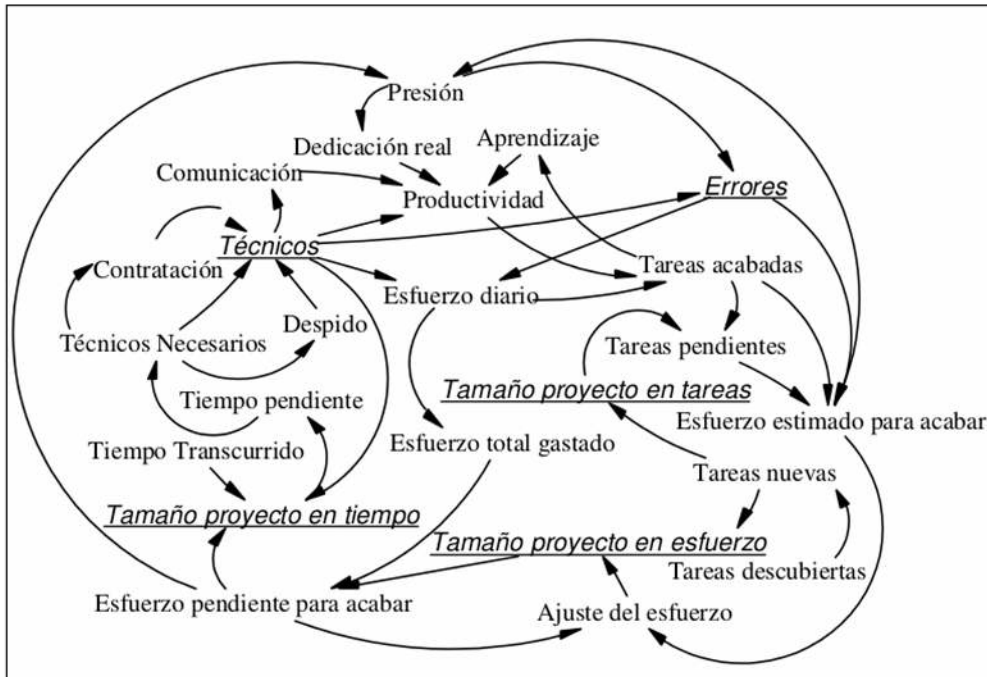 Presión
Dedicación real
Aprendizaje
Comunicación
Productividad
Errores
Técnicos
Contratación
Tareas acabadas
Esfuerzo diario
Despido
Técnicos Necesarios
Tareas pendientes
Tiempo pendiente
Tamaño proyecto en tareas
Esfuerzo estimado para acabar
Tiempo Transcurrido
Esfuerzo total gastado
Tareas nuevas
Tamaño proyecto en tiempo
Tamaño proyecto en esfuerzo
Tareas descubiertas
Esfuerzo pendiente para acabar
Ajuste del esfuerzo